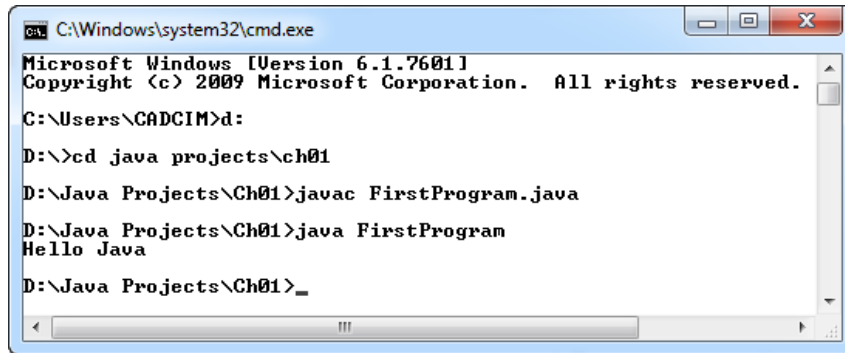 C:\Windows\system32\cmd.exe
Microsoft Windows [Version 6.1.7601]
Copyright (c) 2009 Microsoft Corporation.  All rights reserved.
C:\Users\CADCIM>d:
D:\>cd java projects\ch01
D:\Java Projects\Ch01>javac FirstProgram.java
D:\Java Projects\Ch01>java FirstProgram
Hello Java
D:\Java Projects\Ch01>_